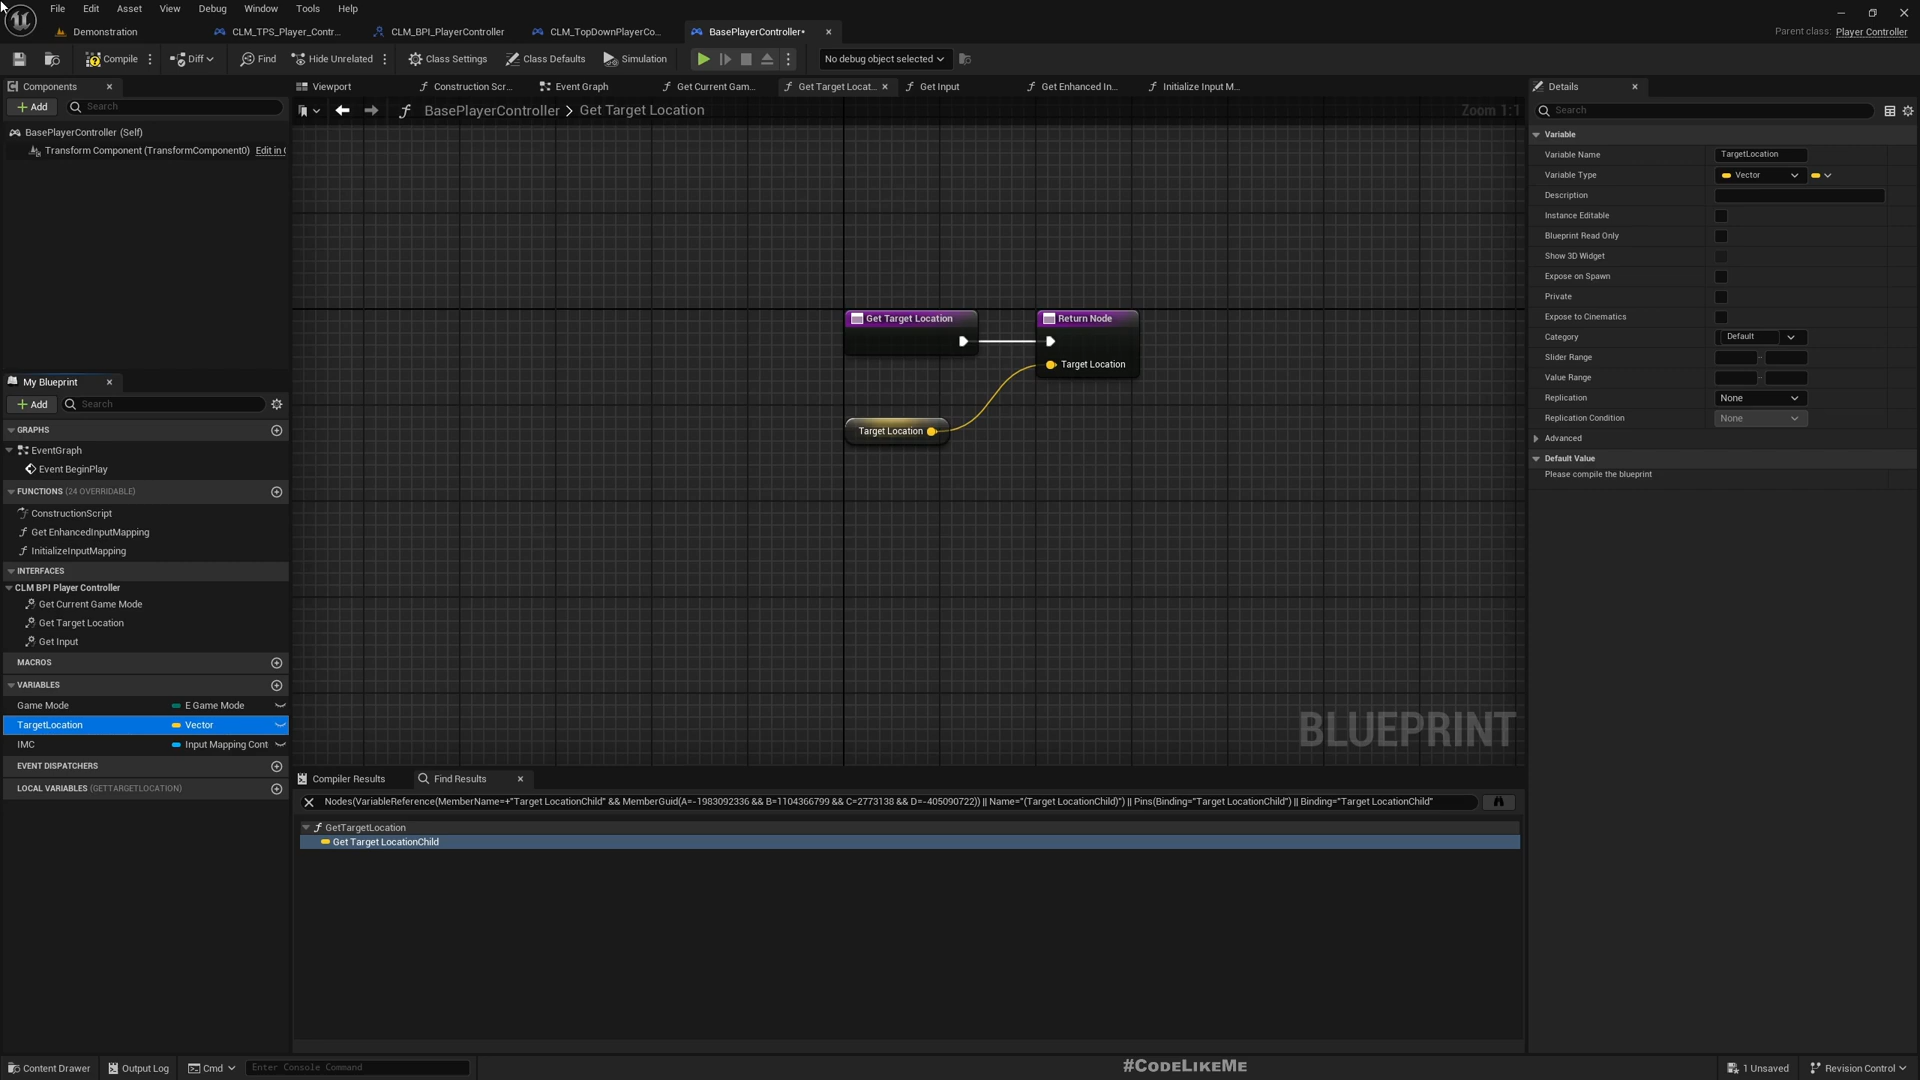 File Edit Asset View Debug Window Tools Help
Demonstration CLM_TPS_Player_Contr... CLM_BPI_PlayerController CLM_TopDownPlayerCo... BasePlayerController•
Parent class: Player Controller
Compile Diff Find Hide Unrelated Class Settings Class Defaults Simulation No debug object selected
Components
Add Search
BasePlayerController (Self)
Transform Component (TransformComponent0) Edit in C
Viewport Construction Scr... Event Graph Get Current Gam... Get Target Locat... Get Input Get Enhanced In... Initialize Input M...
BasePlayerController > Get Target Location
Zoom 1:1
Get Target Location
Return Node
Target Location
Target Location
BLUEPRINT
My Blueprint
Add Search
GRAPHS
EventGraph
Event BeginPlay
FUNCTIONS (24 OVERRIDABLE)
ConstructionScript
Get EnhancedInputMapping
InitializeInputMapping
INTERFACES
CLM BPI Player Controller
Get Current Game Mode
Get Target Location
Get Input
MACROS
VARIABLES
Game Mode E Game Mode
TargetLocation Vector
IMC Input Mapping Cont
EVENT DISPATCHERS
LOCAL VARIABLES (GETTARGETLOCATION)
Compiler Results Find Results
Nodes(VariableReference(MemberName=+"Target LocationChild" && MemberGuid(A=-1983092336 && B=1104366799 && C=2773138 && D=-405090722)) || Name="(Target LocationChild)") || Pins(Binding="Target LocationChild") || Binding="Target LocationChild"
GetTargetLocation
Get Target LocationChild
Details
Search
Variable
Variable Name TargetLocation
Variable Type Vector
Description
Instance Editable
Blueprint Read Only
Show 3D Widget
Expose on Spawn
Private
Expose to Cinematics
Category Default
Slider Range
Value Range
Replication None
Replication Condition None
Advanced
Default Value
Please compile the blueprint
Content Drawer Output Log Cmd Enter Console Command
#CODELIKEME
1 Unsaved Revision Control